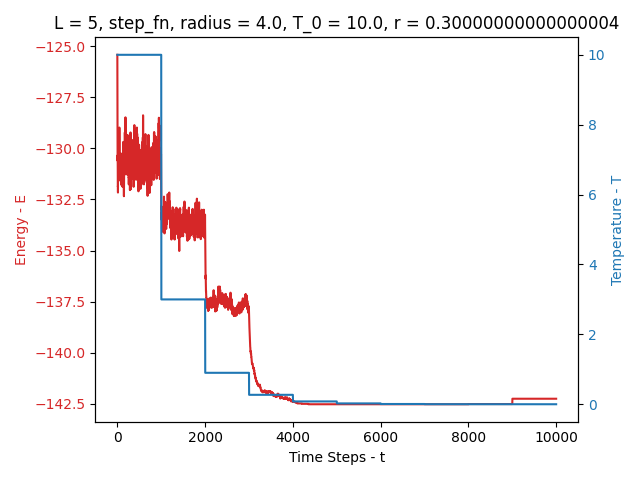 L = 5, step_fn, radius = 4.0, T_0 = 10.0, r = 0.30000000000000004
−125.0
−127.5
−130.0
−132.5
−135.0
−137.5
−140.0
−142.5
Energy - E
10
8
6
4
2
0
Temperature - T
0 2000 4000 6000 8000 10000
Time Steps - t